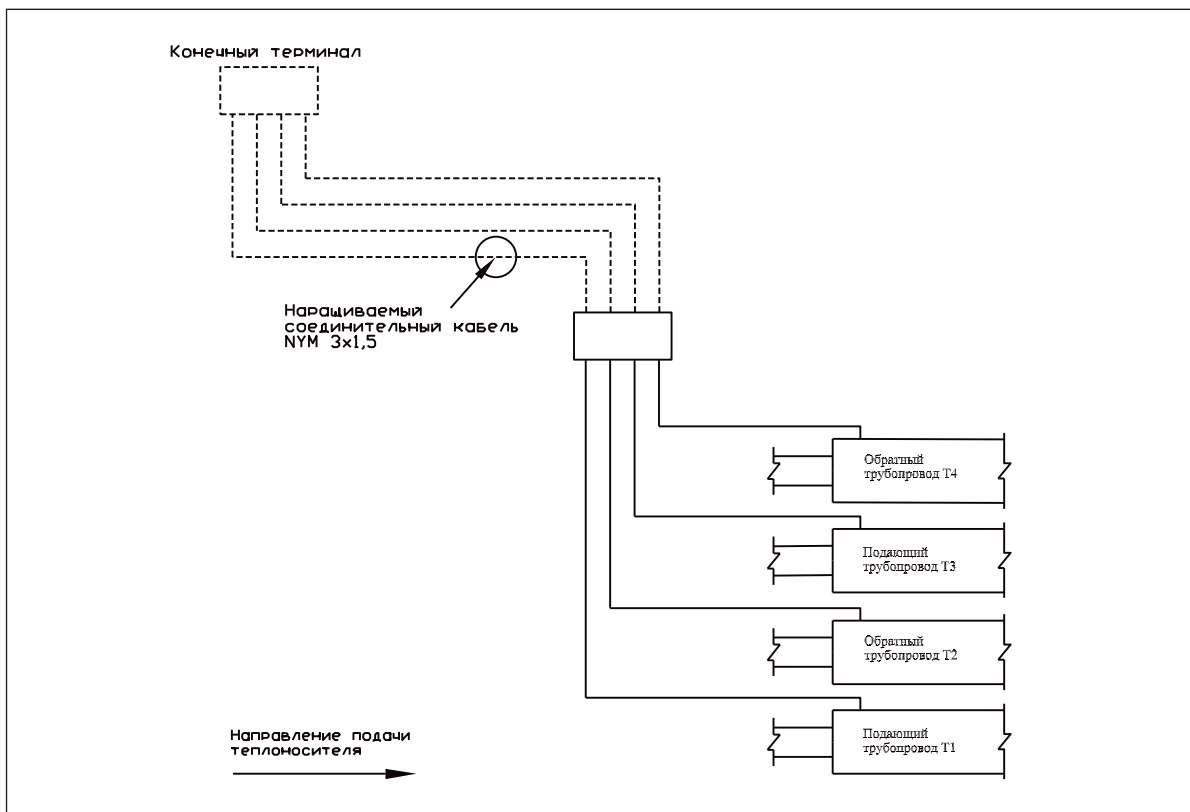 Конечный терминал
Наращиваемый
соединительный кабель
NYM 3x1,5
Обратный
трубопровод Т4
Подающий
трубопровод Т3
Обратный
трубопровод Т2
Подающий
трубопровод Т1
Направление подачи
теплоносителя